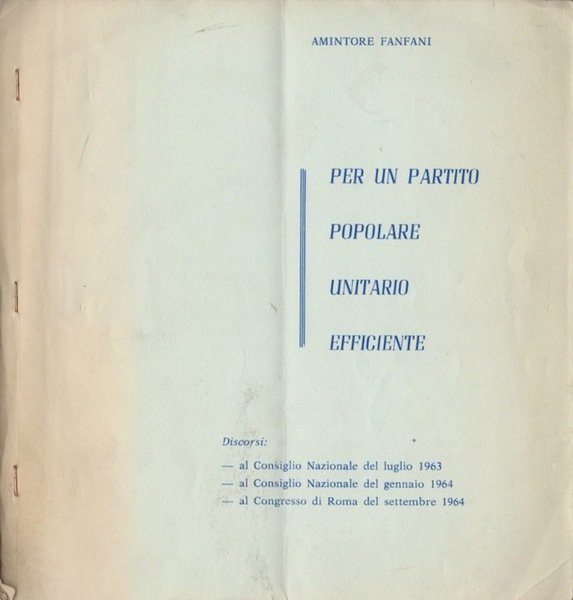 AMINTORE FANFANI
PER UN PARTITO
POPOLARE
UNITARIO
EFFICIENTE
Discorsi:
— al Consiglio Nazionale del luglio 1963
— al Consiglio Nazionale del gennaio 1964
— al Congresso di Roma del settembre 1964